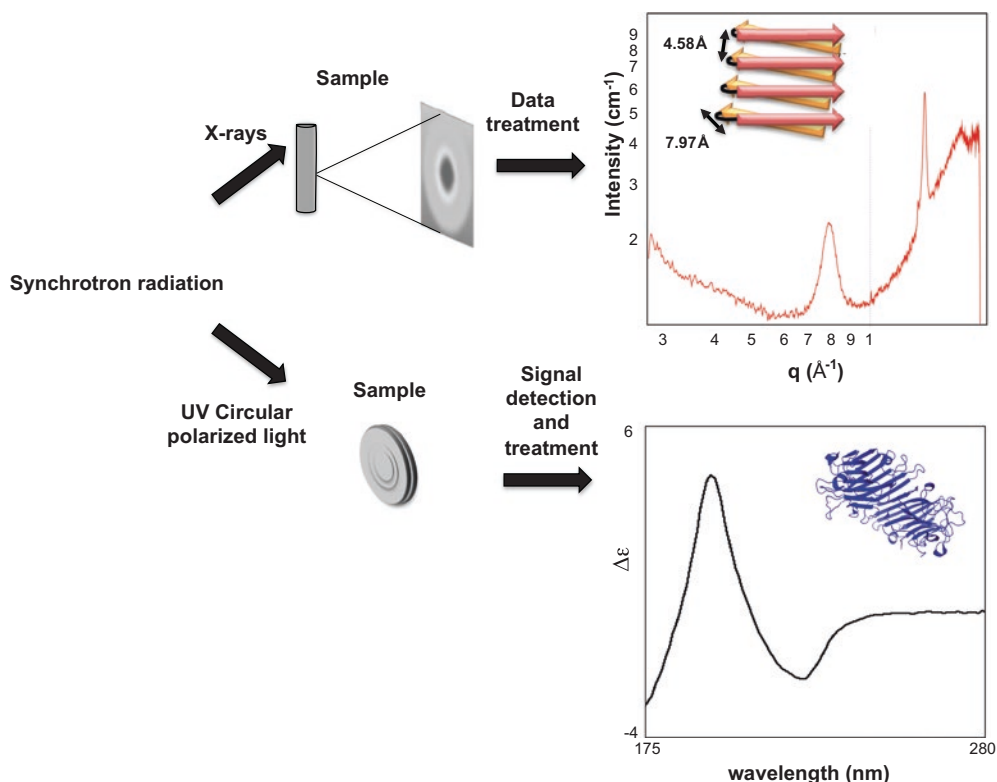 Sample
X-rays
Data
treatment
Synchrotron radiation
UV Circular
polarized light
Sample
Signal
detection
and
treatment
Intensity (cm-1)
9
8
7
6
5
4
3
2
4.58Å
7.97Å
3 4 5 6 7 8 9 1
q (Å-1)
Δε
6
-4
175 280
wavelength (nm)